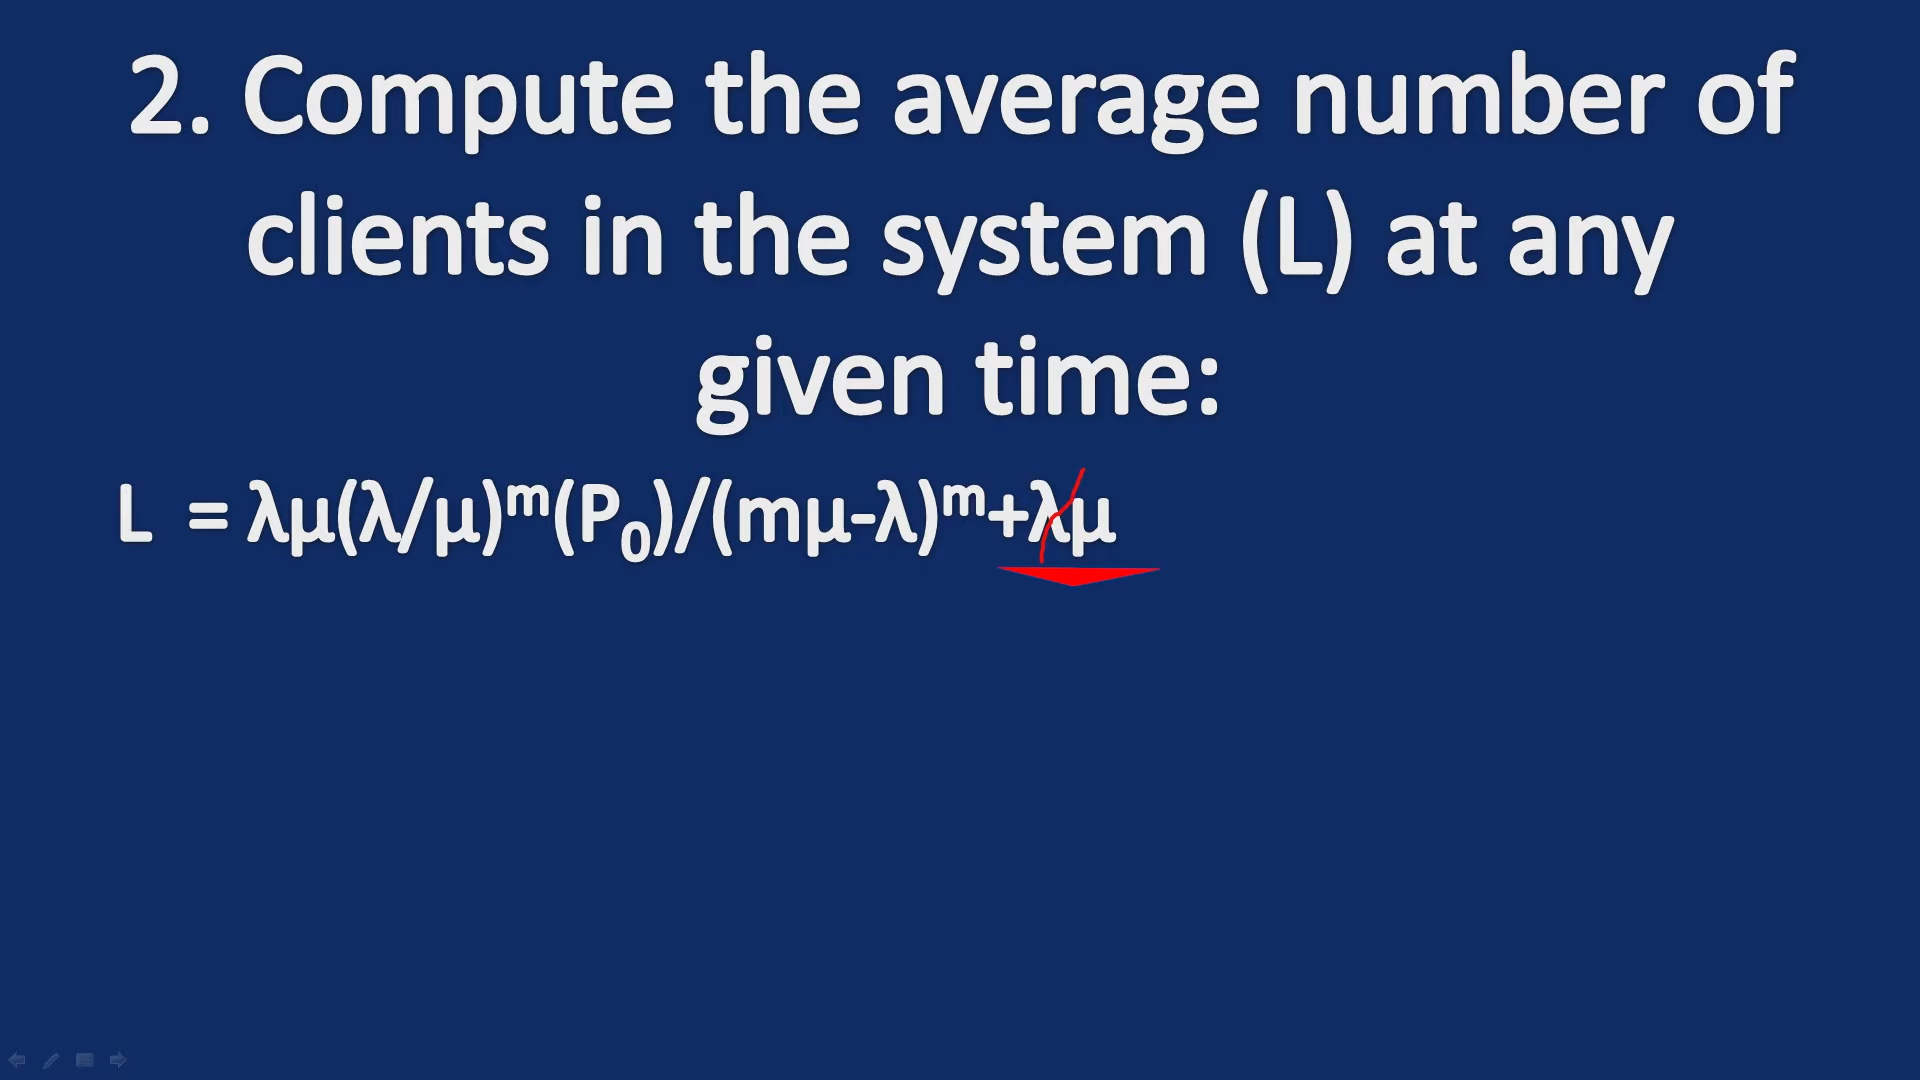 2. Compute the average number of
clients in the system (L) at any
given time:
L = λμ(λ/μ)ᵐ(P₀)/(mμ-λ)ᵐ+λμ